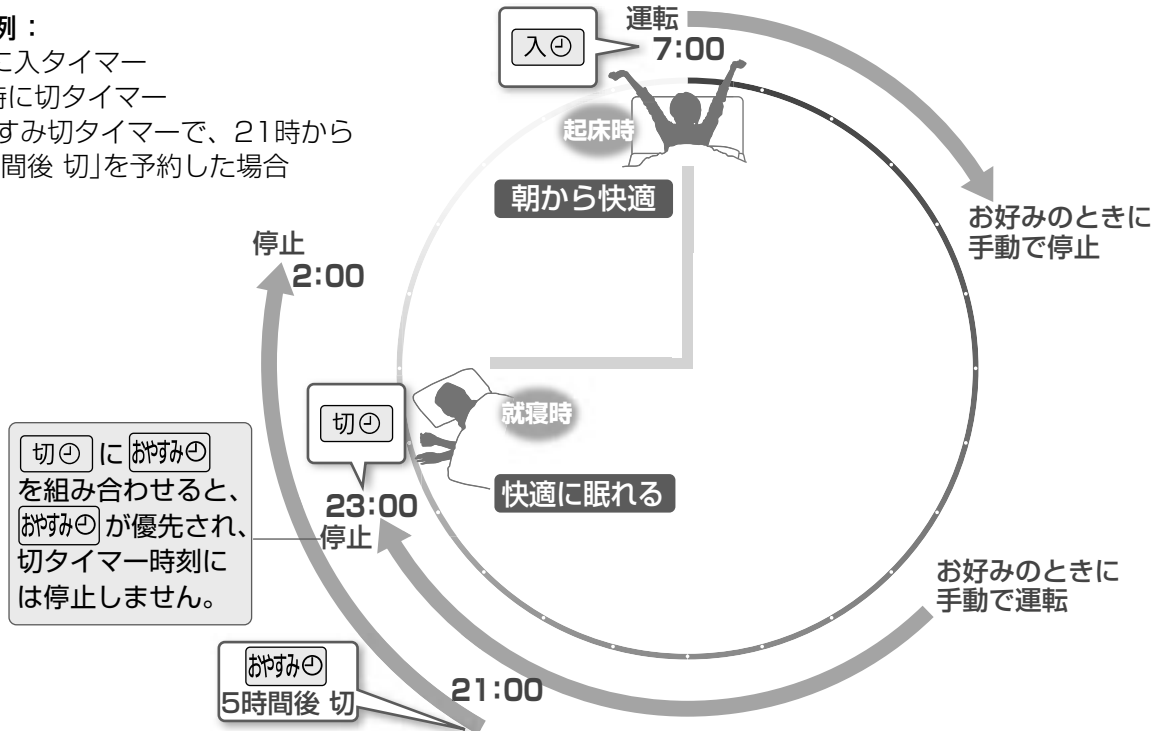 例：
に入タイマー
時に切タイマー
すみ切タイマーで、21時から
間後 切」を予約した場合
入
運転
7:00
起床時
朝から快適
お好みのときに
手動で停止
停止
2:00
切
就寝時
快適に眠れる
23:00
停止
切 に おやすみ
を組み合わせると、
おやすみ が優先され、
切タイマー時刻に
は停止しません。
お好みのときに
手動で運転
おやすみ
5時間後 切
21:00